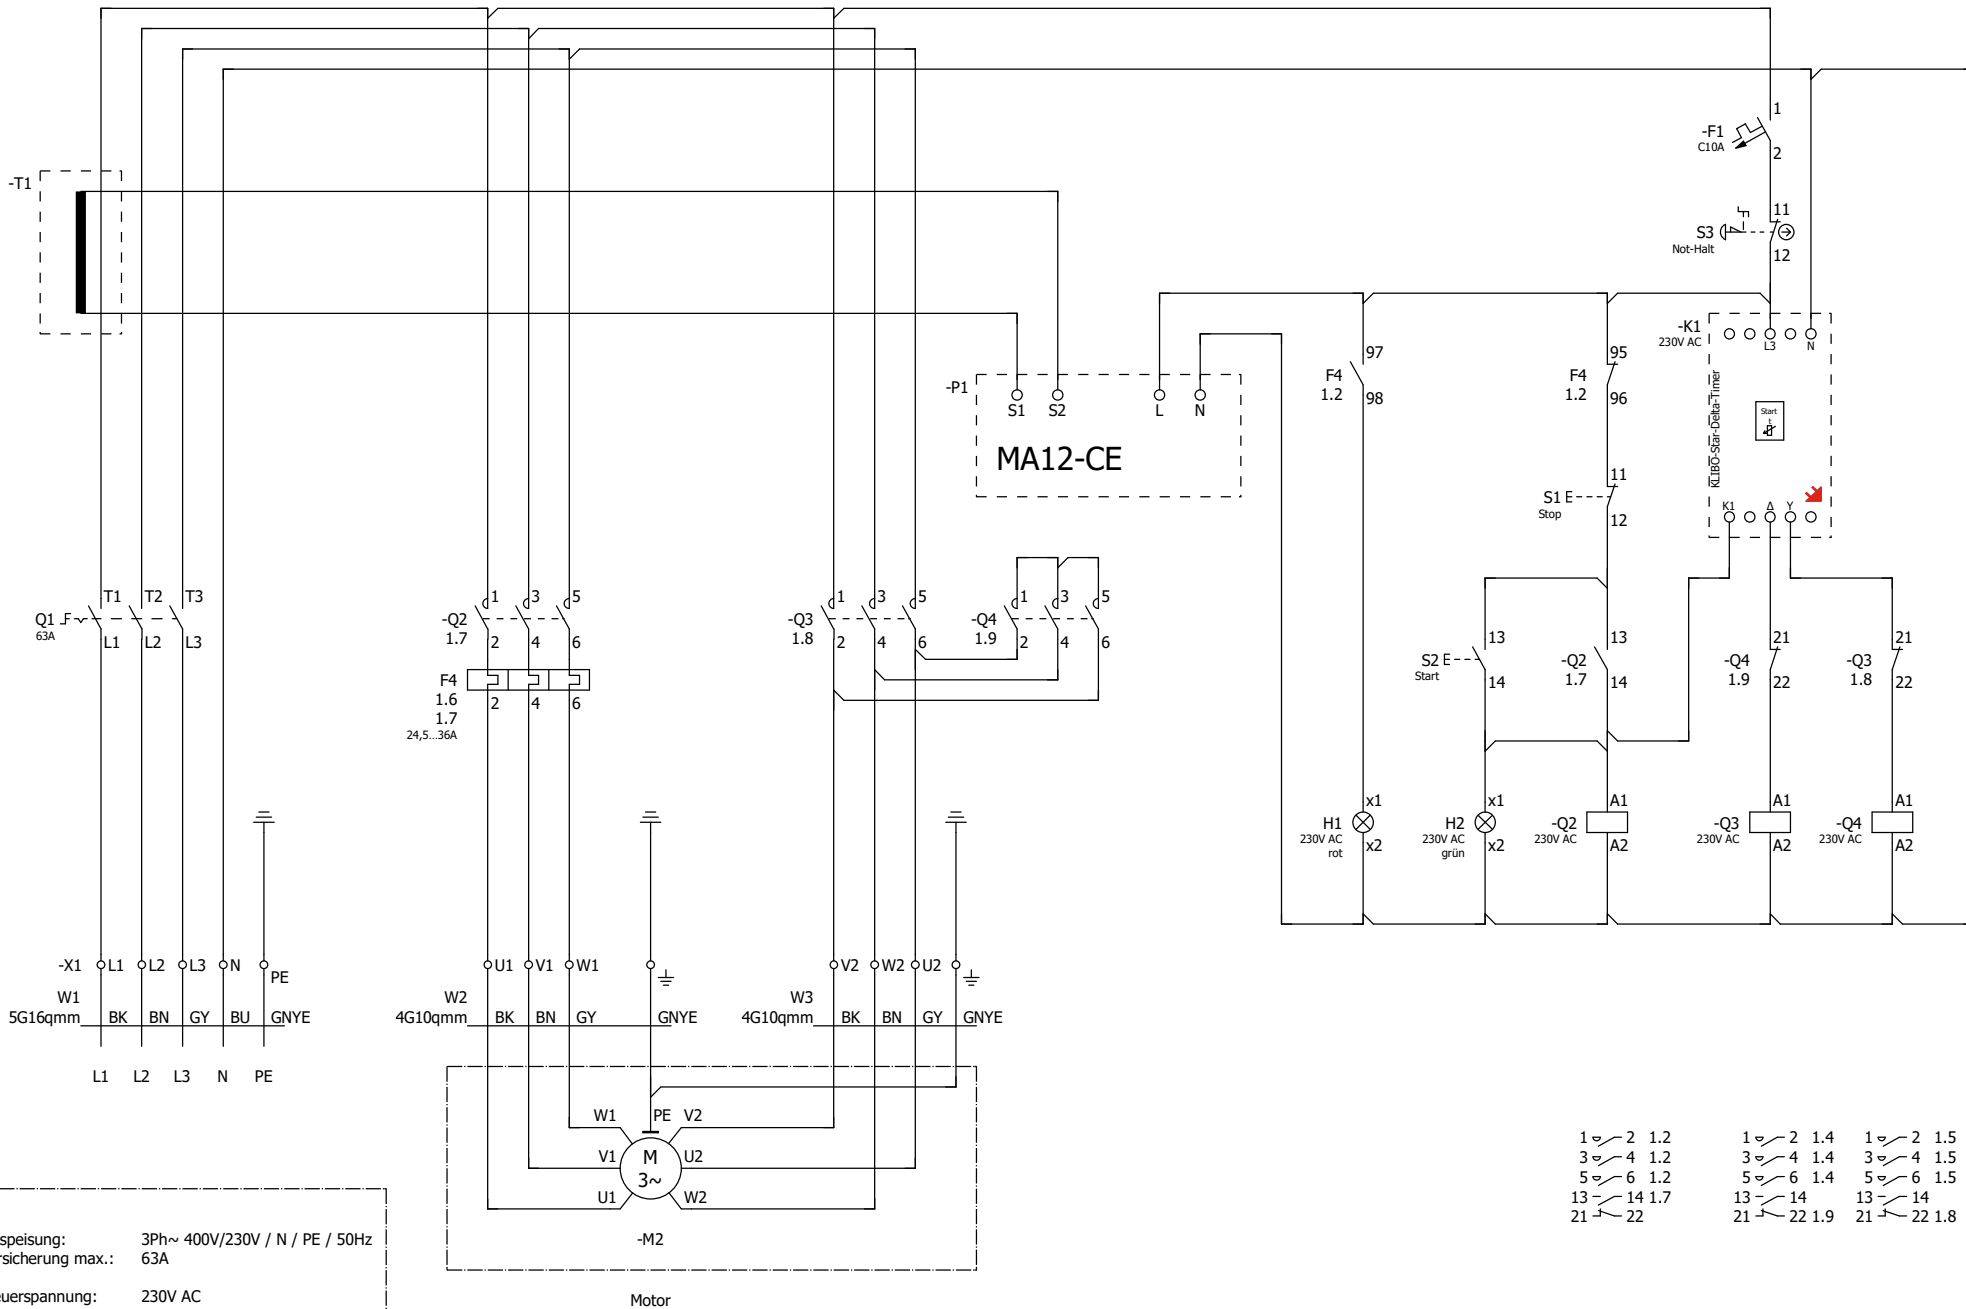 -T1
-F1
C10A
1
2
S3
Not-Halt
11
12
-K1
230V AC
L3
N
KLIBO-Star-Delta-Timer
Start
t
K1
Δ
Y
-P1
S1
S2
L
N
MA12-CE
F4
1.2
97
98
F4
1.2
95
96
S1
Stop
11
12
Q1
63A
T1
T2
T3
L1
L2
L3
-Q2
1.7
1
3
5
2
4
6
F4
1.6
1.7
24,5...36A
2
4
6
-Q3
1.8
1
3
5
2
4
6
-Q4
1.9
1
3
5
2
4
6
S2
Start
13
14
-Q2
1.7
13
14
-Q4
1.9
21
22
-Q3
1.8
21
22
H1
230V AC
rot
x1
x2
H2
230V AC
grün
x1
x2
-Q2
230V AC
A1
A2
-Q3
230V AC
A1
A2
-Q4
230V AC
A1
A2
-X1 L1 L2 L3 N PE
W1
5G16qmm BK BN GY BU GNYE
L1 L2 L3 N PE
U1 V1 W1
W2
4G10qmm BK BN GY GNYE
V2 W2 U2
W3
4G10qmm BK BN GY GNYE
W1 PE V2
V1 M U2
3~
U1 W2
-M2
Motor
speisung: 3Ph~ 400V/230V / N / PE / 50Hz
rsicherung max.: 63A
uerspannung: 230V AC
1 2 1.2
3 4 1.2
5 6 1.2
13 14 1.7
21 22
1 2 1.4
3 4 1.4
5 6 1.4
13 14
21 22 1.9
1 2 1.5
3 4 1.5
5 6 1.5
13 14
21 22 1.8